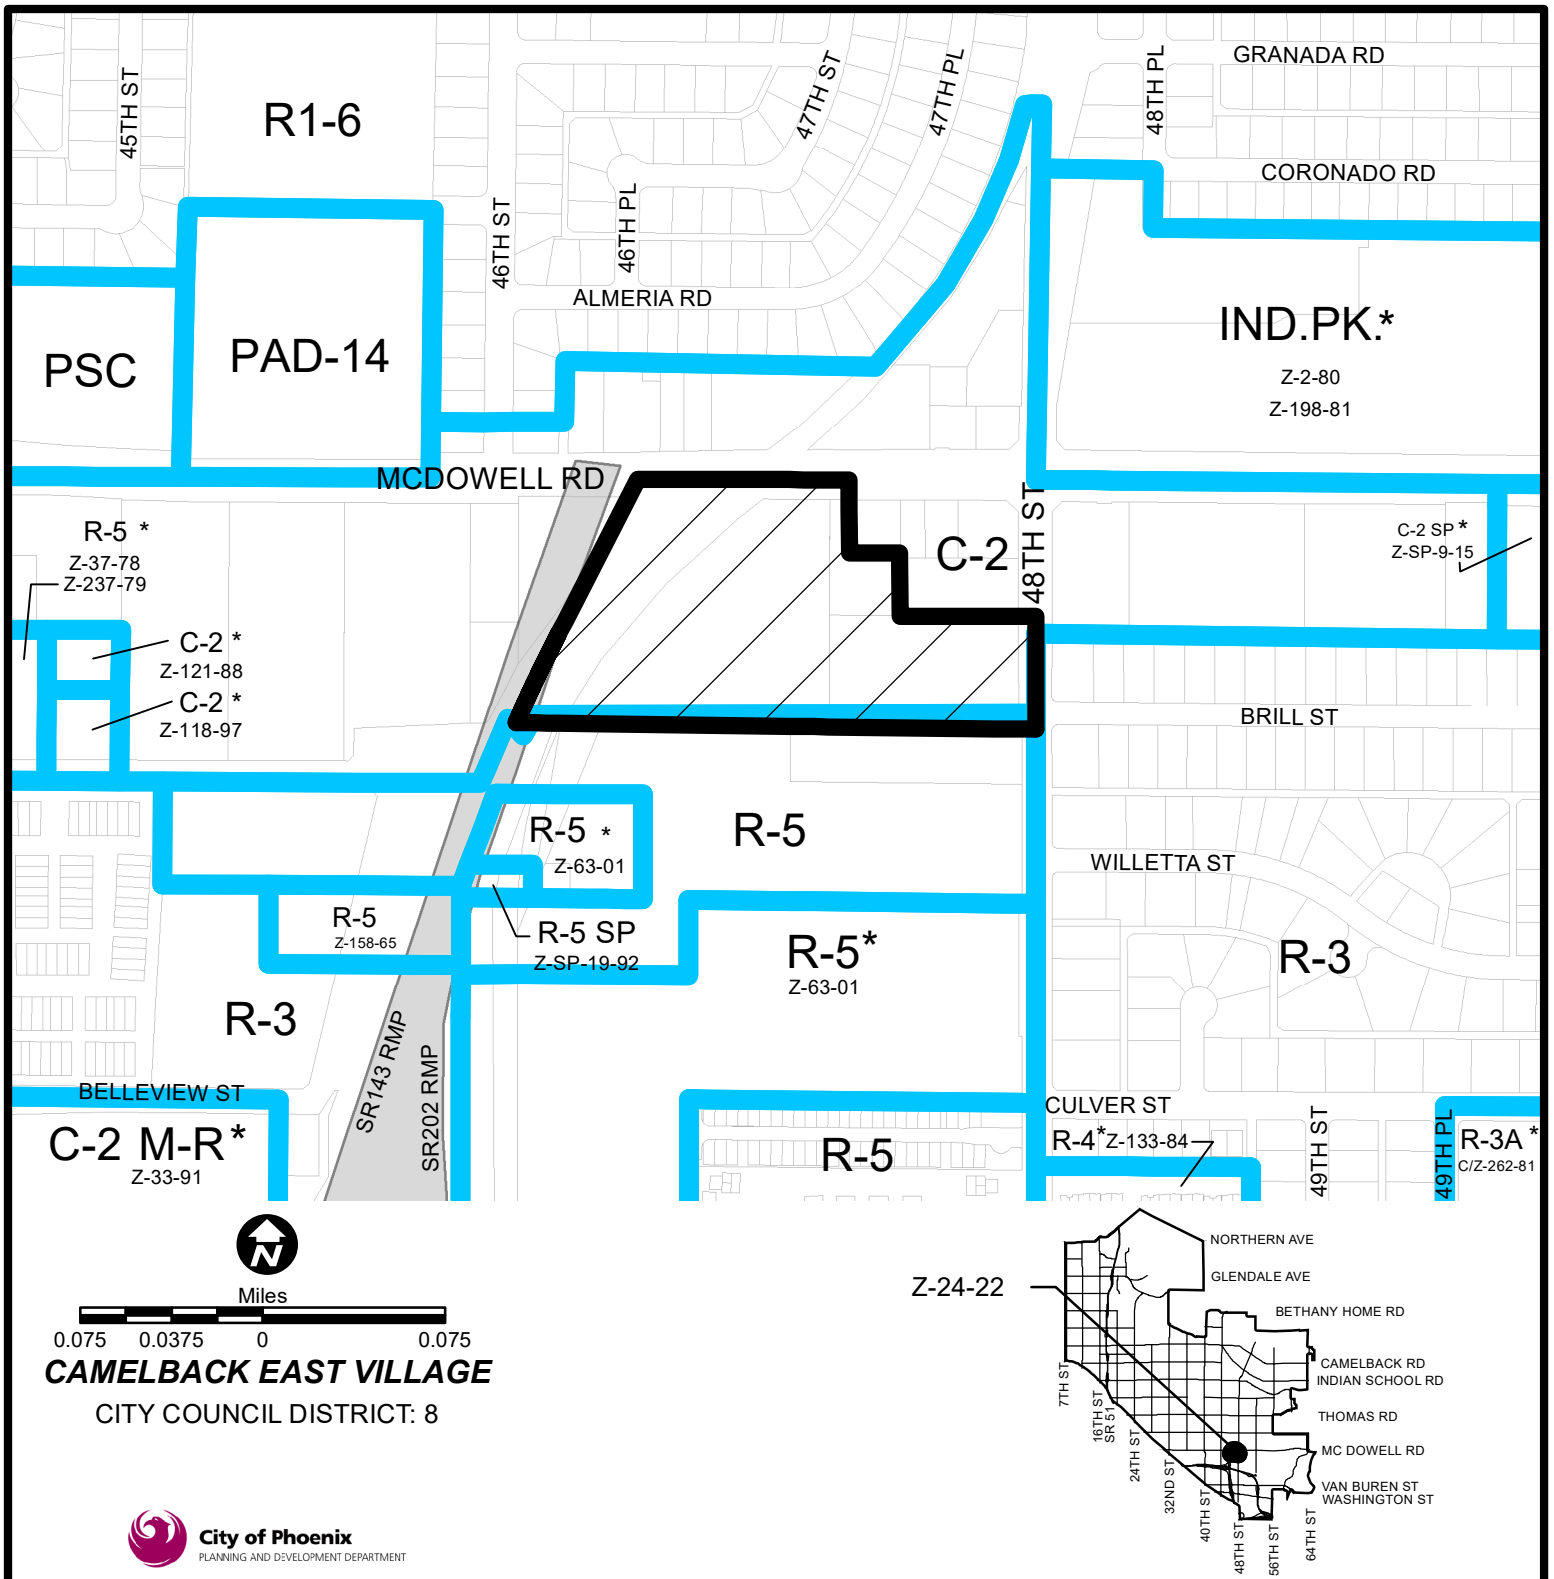 GRANADA RD
45TH ST
R1-6
47TH ST
47TH PL
48TH PL
CORONADO RD
46TH ST
46TH PL
ALMERIA RD
IND.PK.*
PSC
PAD-14
Z-2-80
Z-198-81
MCDOWELL RD
48TH ST
R-5 *
Z-37-78
Z-237-79
C-2
C-2 SP *
Z-SP-9-15
C-2 *
Z-121-88
C-2 *
Z-118-97
BRILL ST
R-5 *
Z-63-01
R-5
WILLETTA ST
R-5
Z-158-65
R-5 SP
Z-SP-19-92
R-5*
Z-63-01
R-3
R-3
SR143 RMP
SR202 RMP
BELLEVIEW ST
CULVER ST
C-2 M-R *
Z-33-91
R-5
R-4 * Z-133-84
49TH ST
49TH PL
R-3A *
C/Z-262-81
N
Miles
0.075 0.0375 0 0.075
CAMELBACK EAST VILLAGE
CITY COUNCIL DISTRICT: 8
City of Phoenix
PLANNING AND DEVELOPMENT DEPARTMENT
Z-24-22
NORTHERN AVE
GLENDALE AVE
BETHANY HOME RD
CAMELBACK RD
INDIAN SCHOOL RD
THOMAS RD
MC DOWELL RD
VAN BUREN ST
WASHINGTON ST
7TH ST
16TH ST
SR 51
24TH ST
32ND ST
40TH ST
48TH ST
56TH ST
64TH ST